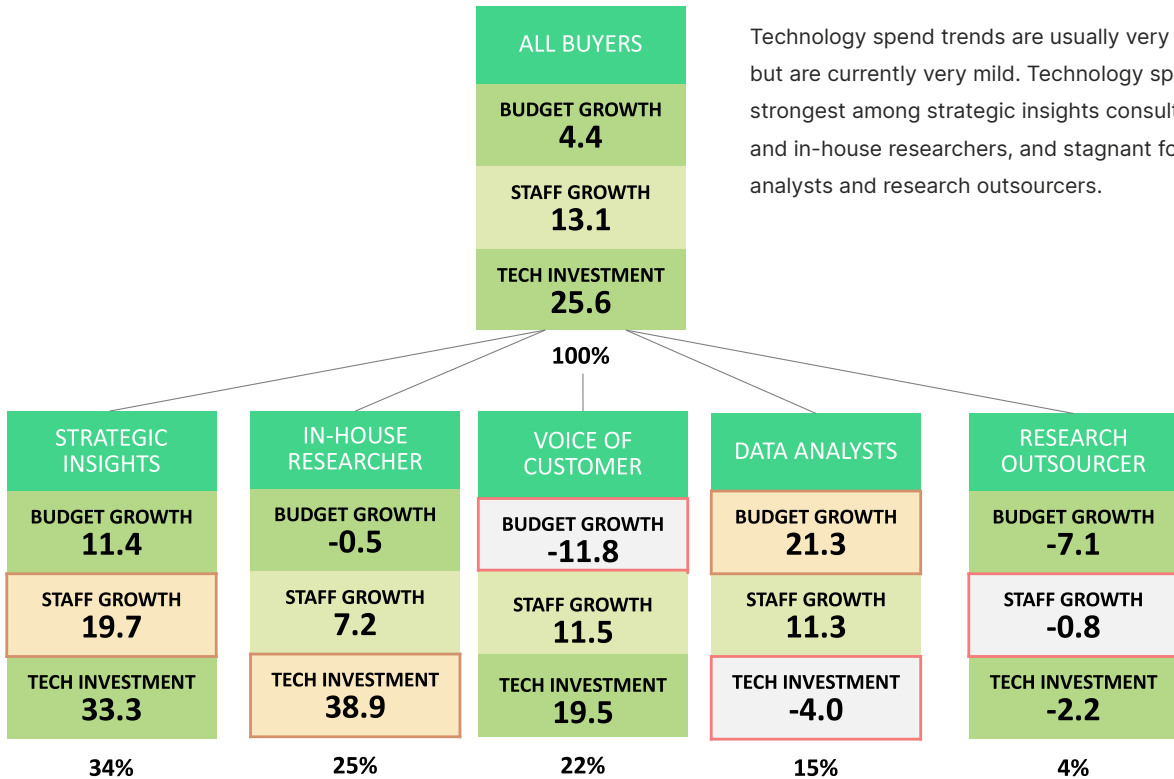 ALL BUYERS
BUDGET GROWTH
4.4
STAFF GROWTH
13.1
TECH INVESTMENT
25.6
100%
Technology spend trends are usually very
but are currently very mild. Technology
strongest among strategic insights
and in-house researchers, and stagnant
analysts and research outsourcers.
STRATEGIC
INSIGHTS
BUDGET GROWTH
11.4
STAFF GROWTH
19.7
TECH INVESTMENT
33.3
34%
IN-HOUSE
RESEARCHER
BUDGET GROWTH
-0.5
STAFF GROWTH
7.2
TECH INVESTMENT
38.9
25%
VOICE OF
CUSTOMER
BUDGET GROWTH
-11.8
STAFF GROWTH
11.5
TECH INVESTMENT
19.5
22%
DATA ANALYSTS
BUDGET GROWTH
21.3
STAFF GROWTH
11.3
TECH INVESTMENT
-4.0
15%
RESEARCH
OUTSOURCER
BUDGET GROWTH
-7.1
STAFF GROWTH
-0.8
TECH INVESTMENT
-2.2
4%